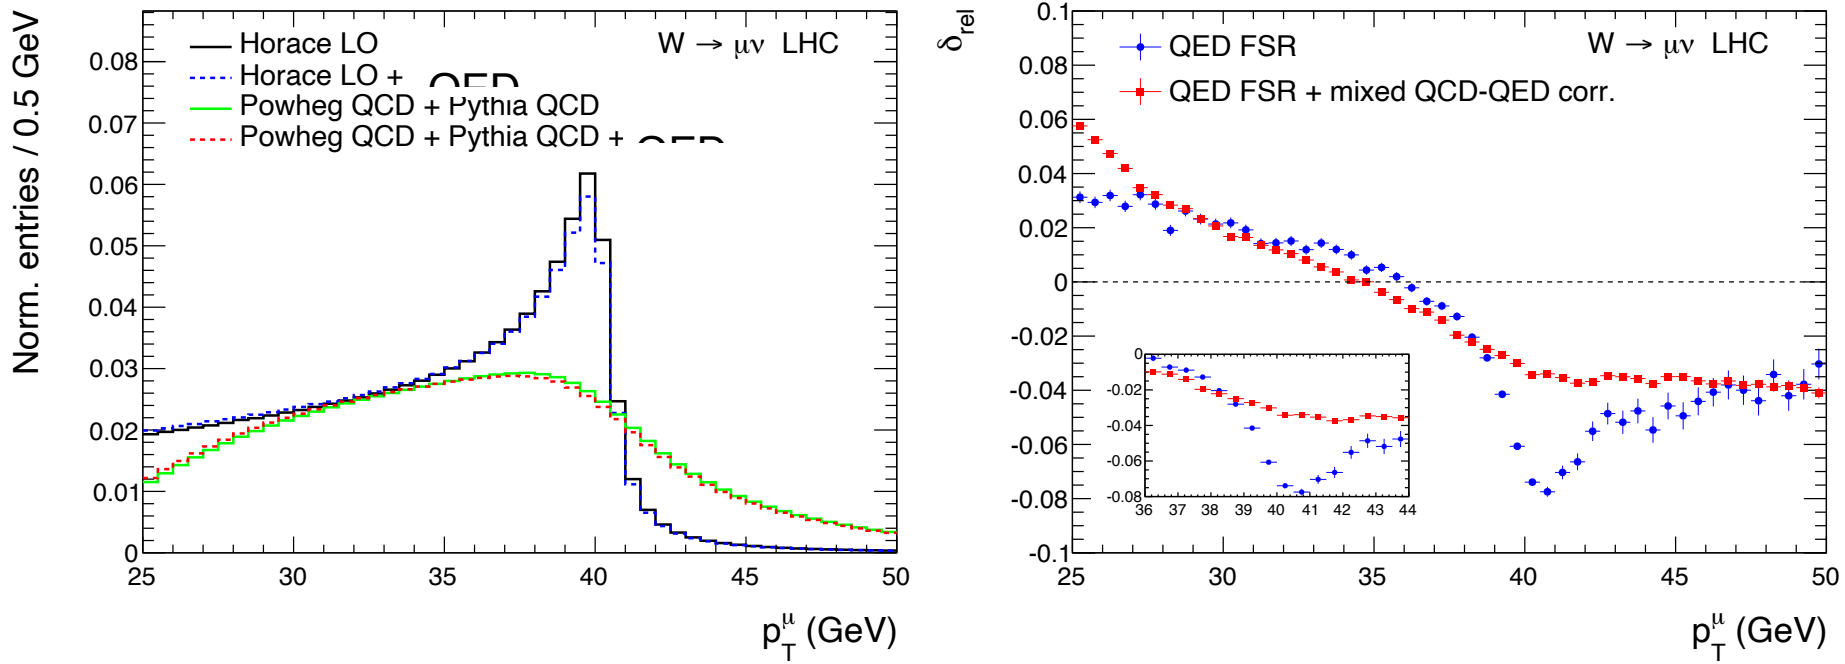 Norm. entries / 0.5 GeV
Horace LO
Horace LO +
Powheg QCD + Pythia QCD
Powheg QCD + Pythia QCD +
W → μν LHC
0.08
0.07
0.06
0.05
0.04
0.03
0.02
0.01
0
25 30 35 40 45 50
p_T^μ (GeV)
δ_rel
QED FSR
QED FSR + mixed QCD-QED corr.
W → μν LHC
0.1
0.08
0.06
0.04
0.02
0
-0.02
-0.04
-0.06
-0.08
-0.1
0
-0.02
-0.04
-0.06
-0.08
36 37 38 39 40 41 42 43 44
25 30 35 40 45 50
p_T^μ (GeV)